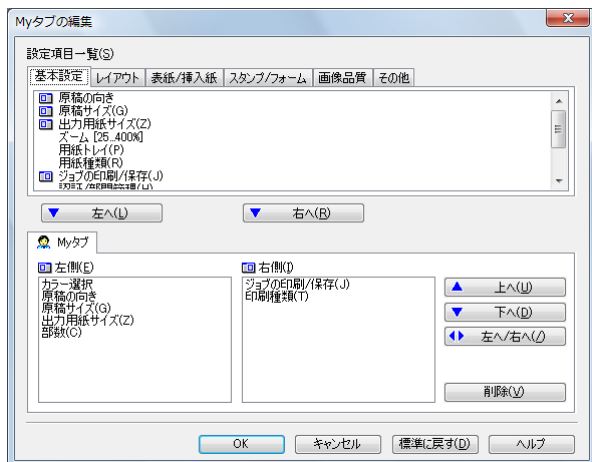 Myタブの編集
設定項目一覧(S)
基本設定 レイアウト 表紙/挿入紙 スタンプ/フォーム 画像品質 その他
原稿の向き
原稿サイズ(G)
出力用紙サイズ(Z)
ズーム [25..400%]
用紙トレイ(P)
用紙種類(R)
ジョブの印刷/保存(J)
認証/部門管理(H)
左へ(L) 右へ(R)
Myタブ
左側(E) 右側(I)
カラー選択
原稿の向き
原稿サイズ(G)
出力用紙サイズ(Z)
部数(C)
ジョブの印刷/保存(J)
印刷種類(T)
上へ(U)
下へ(D)
左へ/右へ(/)
削除(V)
OK キャンセル 標準に戻す(D) ヘルプ